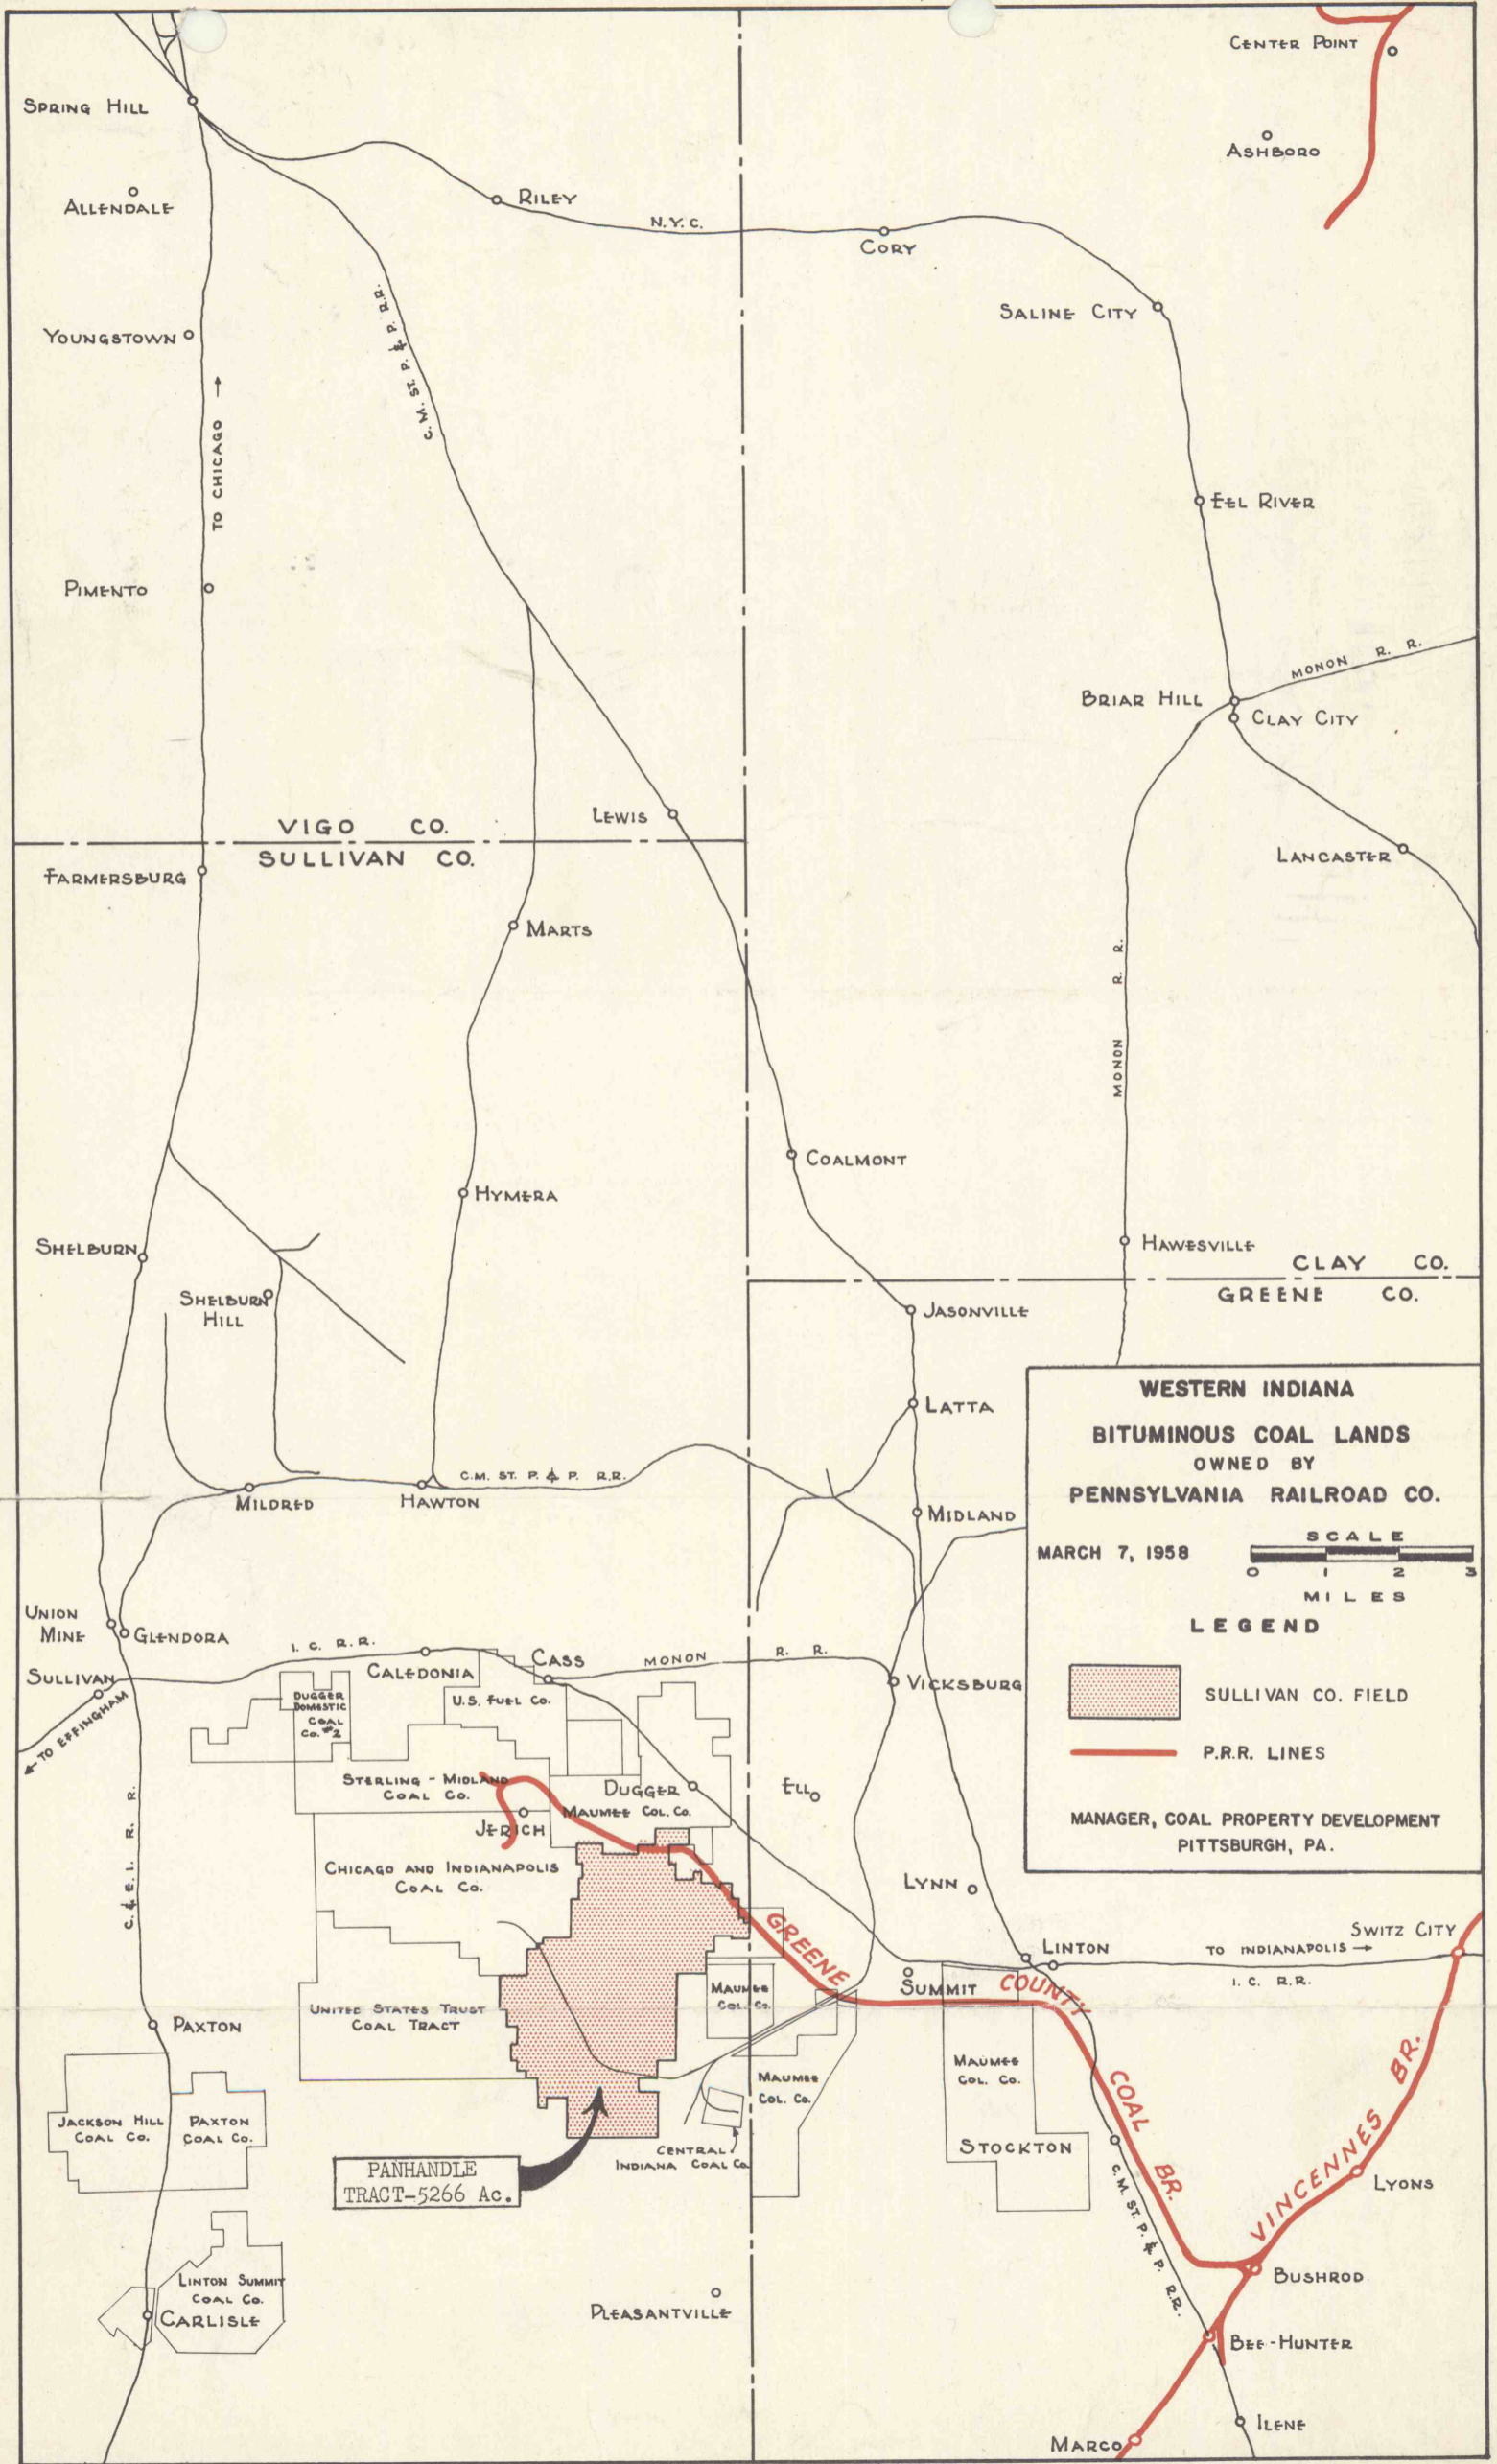 CENTER POINT
SPRING HILL
ASHBORO
ALLENDALE
RILEY
N.Y.C.
CORY
C. M. ST. P. & P. R.R.
SALINE CITY
YOUNGSTOWN
TO CHICAGO →
EEL RIVER
PIMENTO
MONON R. R.
BRIAR HILL
CLAY CITY
LEWIS
VIGO CO.
SULLIVAN CO.
LANCASTER
FARMERSBURG
MARTS
MONON R. R.
COALMONT
HYMERA
SHELBURN
HAWESVILLE
CLAY CO.
GREENE CO.
SHELBURN
HILL
JASONVILLE
LATTA
C.M. ST. P. & P. R.R.
MILDRED
HAWTON
MIDLAND
WESTERN INDIANA
BITUMINOUS COAL LANDS
OWNED BY
PENNSYLVANIA RAILROAD CO.
MARCH 7, 1958
SCALE
0 1 2 3
MILES
LEGEND
SULLIVAN CO. FIELD
P.R.R. LINES
MANAGER, COAL PROPERTY DEVELOPMENT
PITTSBURGH, PA.
UNION
MINE
GLENDORA
I. C. R.R.
CALEDONIA
CASS
MONON R. R.
SULLIVAN
← TO EFFINGHAM
VICKSBURG
DUGGER
DOMESTIC
COAL
CO. #2
U.S. FUEL CO.
STERLING - MIDLAND
COAL CO.
DUGGER
ELLO
MAUMEE COL. CO.
JERICH
C. & E. I. R. R.
CHICAGO AND INDIANAPOLIS
COAL CO.
LYNN
GREENE COUNTY COAL BR.
SWITZ CITY
LINTON
TO INDIANAPOLIS →
I. C. R.R.
SUMMIT
MAUMEE
COL. CO.
UNITED STATES TRUST
COAL TRACT
PAXTON
MAUMEE
COL. CO.
MAUMEE
COL. CO.
VINCENNES BR.
JACKSON HILL
COAL CO.
PAXTON
COAL CO.
STOCKTON
CENTRAL
INDIANA COAL CO.
PANHANDLE
TRACT-5266 Ac.
C. M. ST. P. & P. R.R.
LYONS
BUSHROD
LINTON SUMMIT
COAL CO.
CARLISLE
PLEASANTVILLE
BEE-HUNTER
ILENE
MARCO